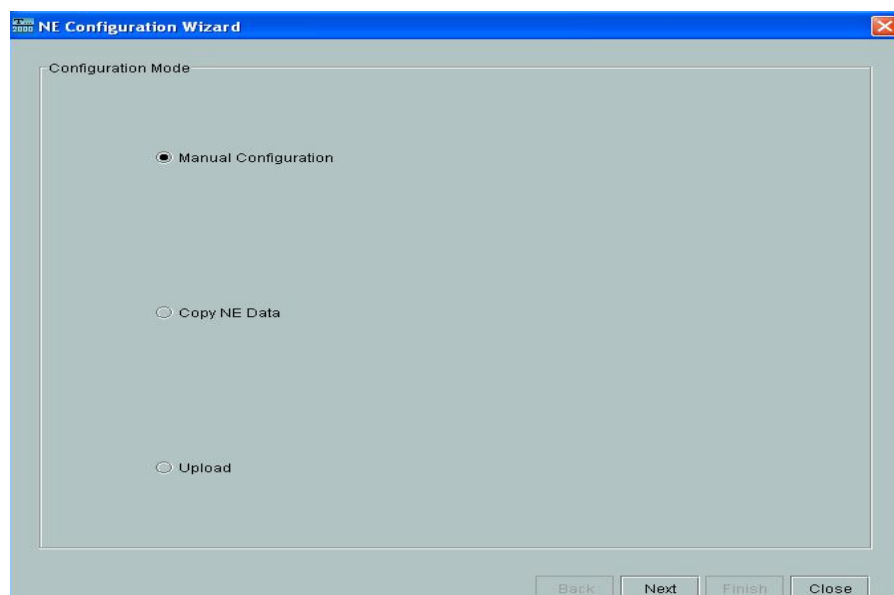 NE Configuration Wizard
Configuration Mode
Manual Configuration
Copy NE Data
Upload
Back Next Finish Close